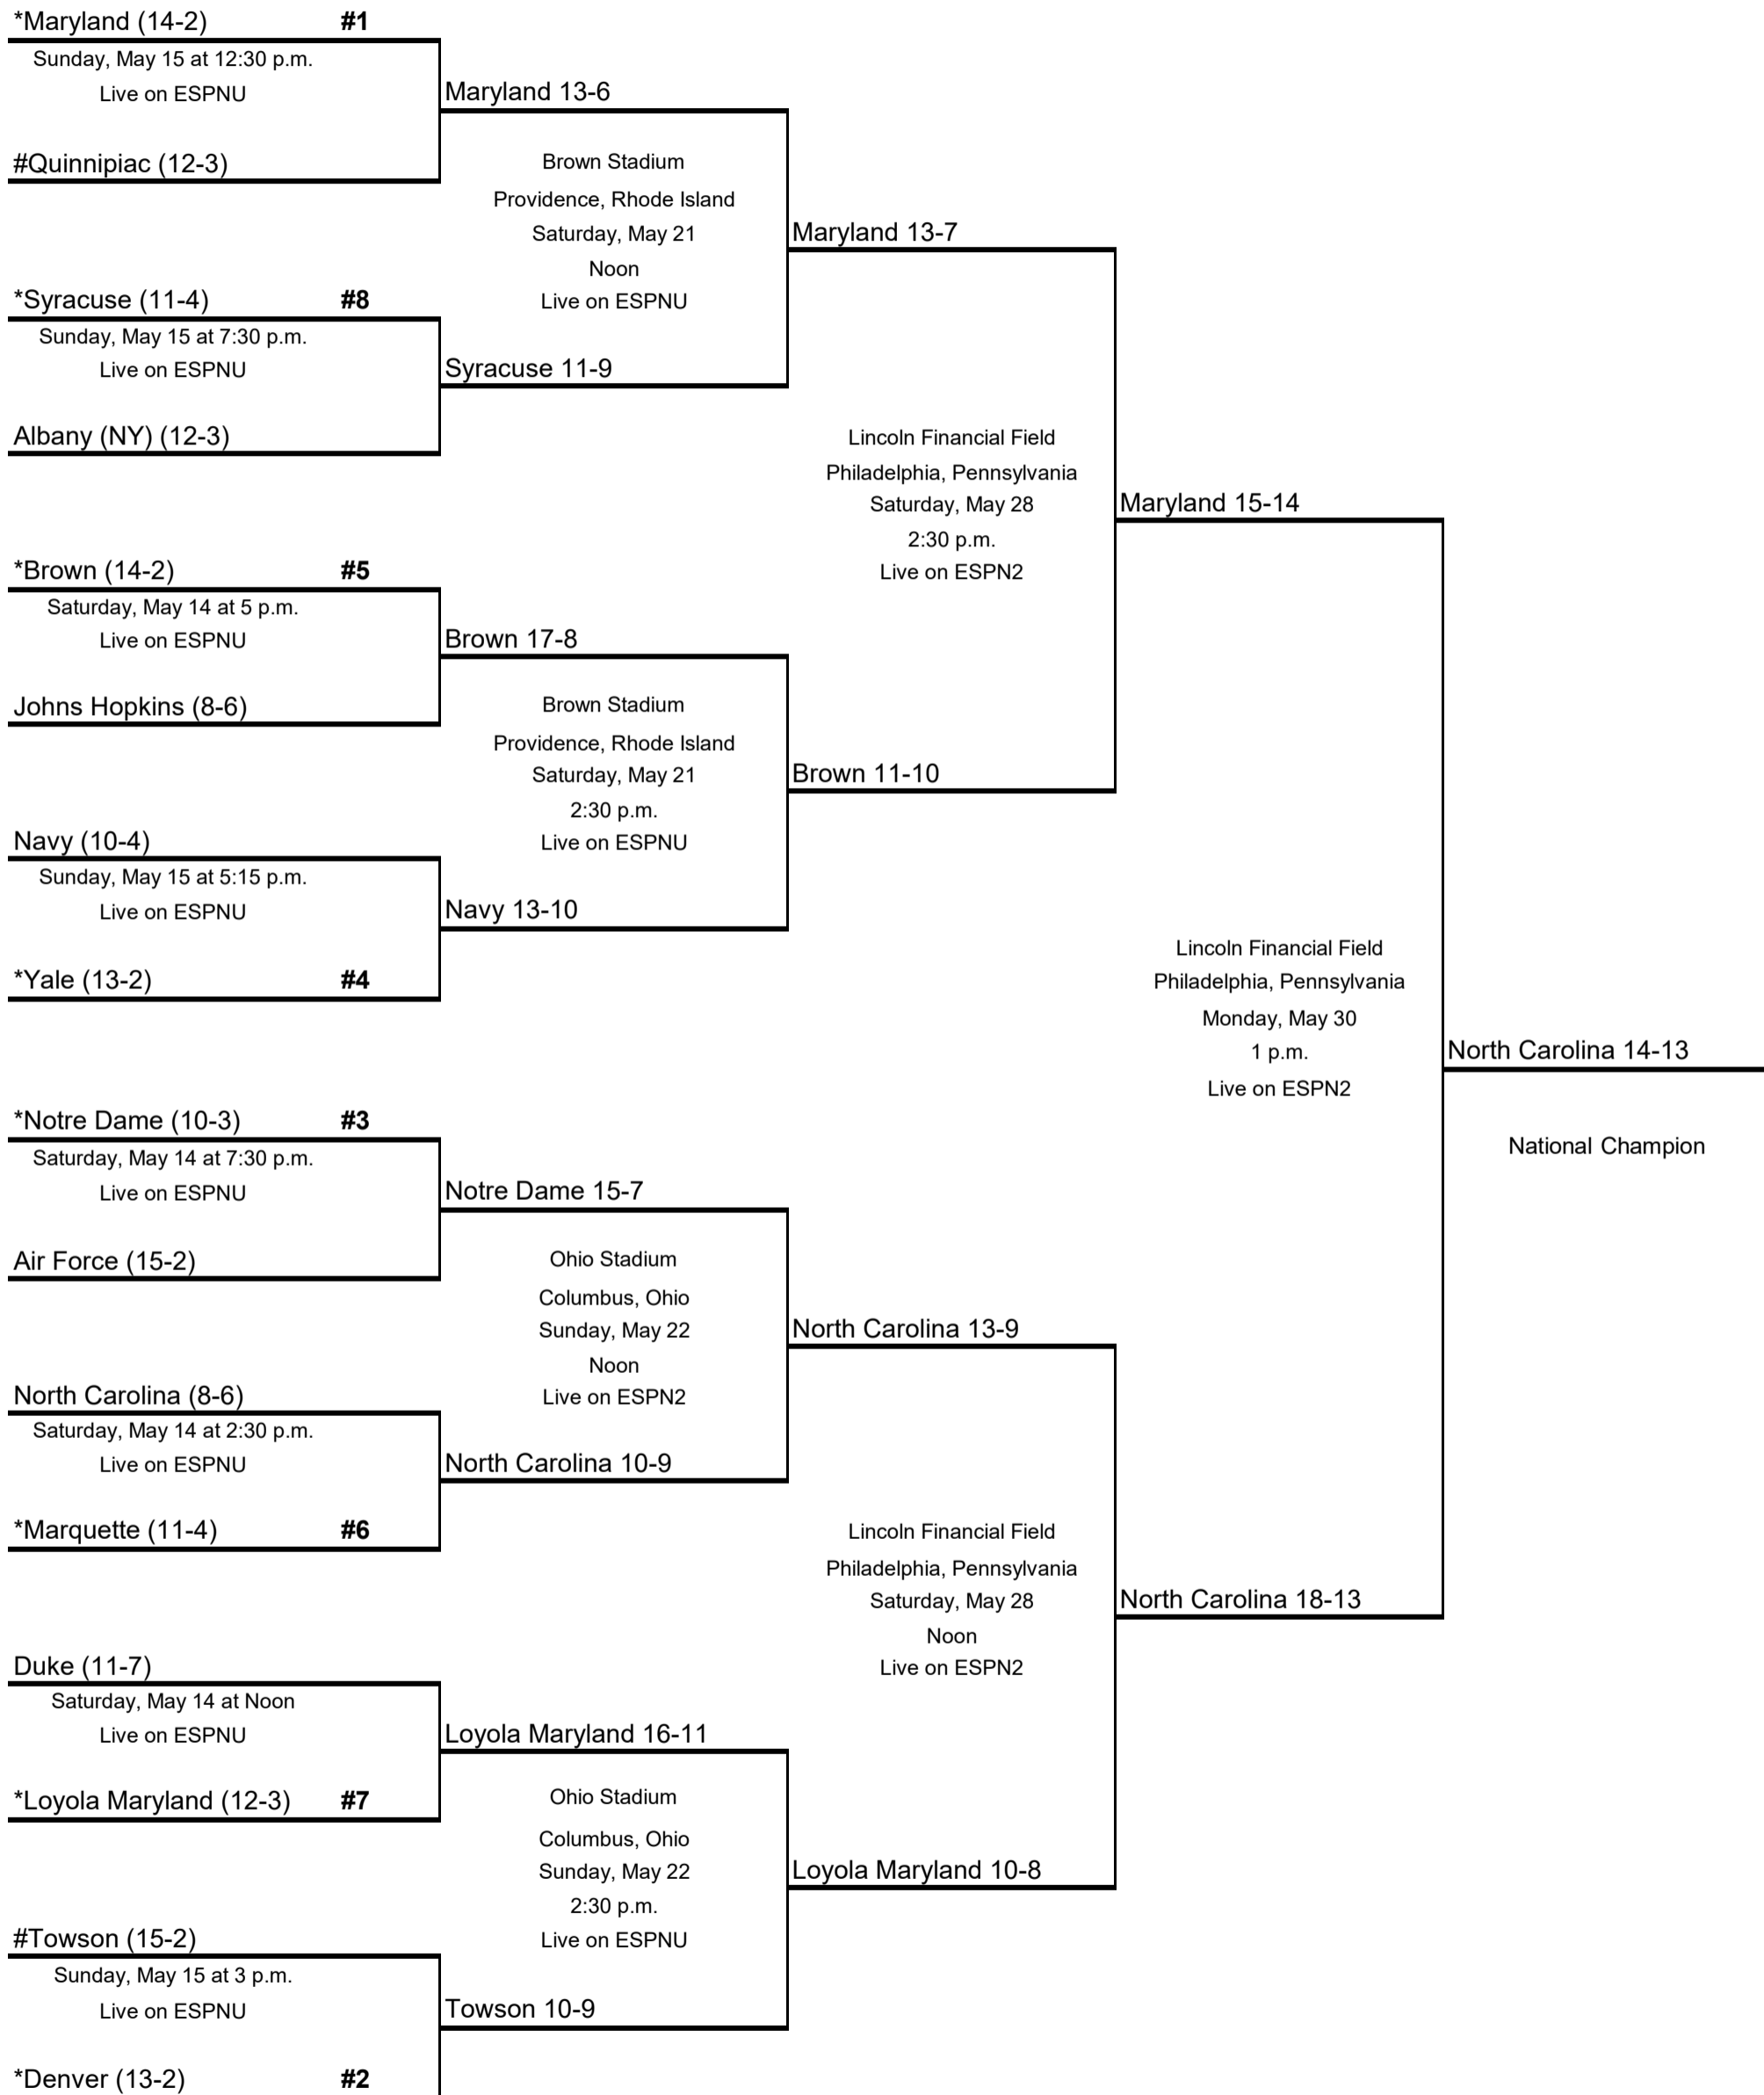 *Maryland (14-2) #1
Sunday, May 15 at 12:30 p.m.
Live on ESPNU
#Quinnipiac (12-3)
*Syracuse (11-4) #8
Sunday, May 15 at 7:30 p.m.
Live on ESPNU
Albany (NY) (12-3)
*Brown (14-2) #5
Saturday, May 14 at 5 p.m.
Live on ESPNU
Johns Hopkins (8-6)
Navy (10-4)
Sunday, May 15 at 5:15 p.m.
Live on ESPNU
*Yale (13-2) #4
*Notre Dame (10-3) #3
Saturday, May 14 at 7:30 p.m.
Live on ESPNU
Air Force (15-2)
North Carolina (8-6)
Saturday, May 14 at 2:30 p.m.
Live on ESPNU
*Marquette (11-4) #6
Duke (11-7)
Saturday, May 14 at Noon
Live on ESPNU
*Loyola Maryland (12-3) #7
#Towson (15-2)
Sunday, May 15 at 3 p.m.
Live on ESPNU
*Denver (13-2) #2
Maryland 13-6
Brown Stadium
Providence, Rhode Island
Saturday, May 21
Noon
Live on ESPNU
Syracuse 11-9
Brown 17-8
Brown Stadium
Providence, Rhode Island
Saturday, May 21
2:30 p.m.
Live on ESPNU
Navy 13-10
Notre Dame 15-7
Ohio Stadium
Columbus, Ohio
Sunday, May 22
Noon
Live on ESPN2
North Carolina 10-9
Loyola Maryland 16-11
Ohio Stadium
Columbus, Ohio
Sunday, May 22
2:30 p.m.
Live on ESPNU
Towson 10-9
Maryland 13-7
Lincoln Financial Field
Philadelphia, Pennsylvania
Saturday, May 28
2:30 p.m.
Live on ESPN2
Brown 11-10
North Carolina 13-9
Lincoln Financial Field
Philadelphia, Pennsylvania
Saturday, May 28
Noon
Live on ESPN2
Loyola Maryland 10-8
Maryland 15-14
Lincoln Financial Field
Philadelphia, Pennsylvania
Monday, May 30
1 p.m.
Live on ESPN2
North Carolina 18-13
North Carolina 14-13
National Champion